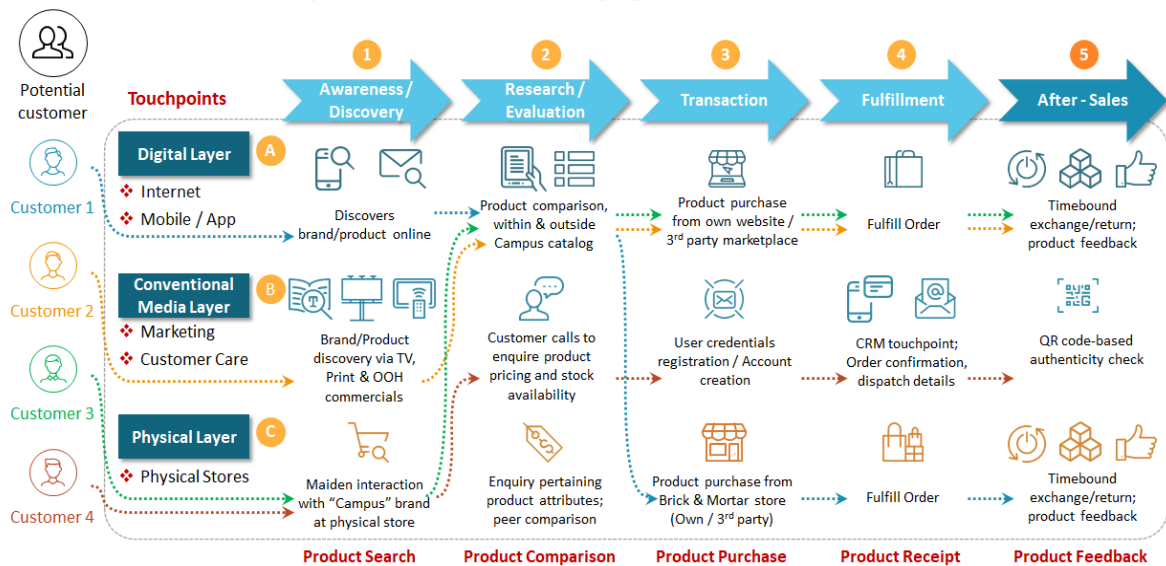 1
2
3
4
5
Potential
customer
Touchpoints
Awareness /
Discovery
Research /
Evaluation
Transaction
Fulfillment
After - Sales
Customer 1
Digital Layer
A
❖ Internet
❖ Mobile / App
Discovers
brand/product online
Product comparison,
within & outside
Campus catalog
Product purchase
from own website /
3rd party marketplace
Fulfill Order
Timebound
exchange/return;
product feedback
Customer 2
Conventional
Media Layer
B
❖ Marketing
❖ Customer Care
T
Brand/Product
discovery via TV,
Print & OOH
commercials
Customer calls to
enquire product
pricing and stock
availability
User credentials
registration / Account
creation
@
CRM touchpoint;
Order confirmation,
dispatch details
QR code-based
authenticity check
Customer 3
Customer 4
Physical Layer
C
❖ Physical Stores
Maiden interaction
with "Campus" brand
at physical store
Enquiry pertaining
product attributes;
peer comparison
Product purchase from
Brick & Mortar store
(Own / 3rd party)
Fulfill Order
Timebound
exchange/return;
product feedback
Product Search
Product Comparison
Product Purchase
Product Receipt
Product Feedback